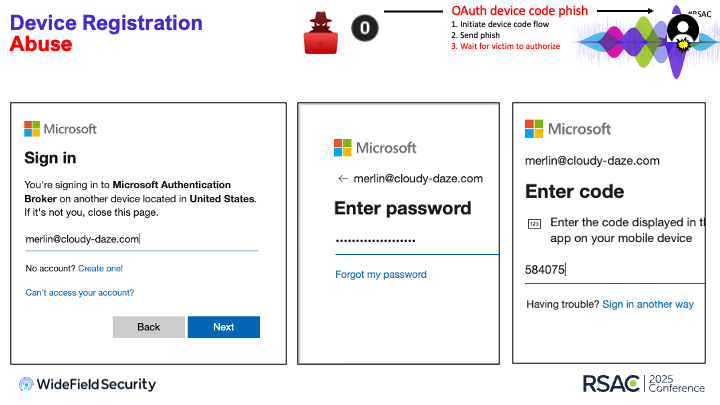 Device Registration
Abuse
0
OAuth device code phish
1. Initiate device code flow
2. Send phish
3. Wait for victim to authorize
#RSAC
Microsoft
Sign in
You're signing in to Microsoft Authentication
Broker on another device located in United States.
If it's not you, close this page.
merlin@cloudy-daze.com
No account? Create one!
Can't access your account?
Back
Next
Microsoft
← merlin@cloudy-daze.com
Enter password
••••••••••••••••••••
Forgot my password
Microsoft
merlin@cloudy-daze.com
Enter code
123
Enter the code displayed in th
app on your mobile device
584075
Having trouble? Sign in another way
WideField Security
RSAC 2025
Conference